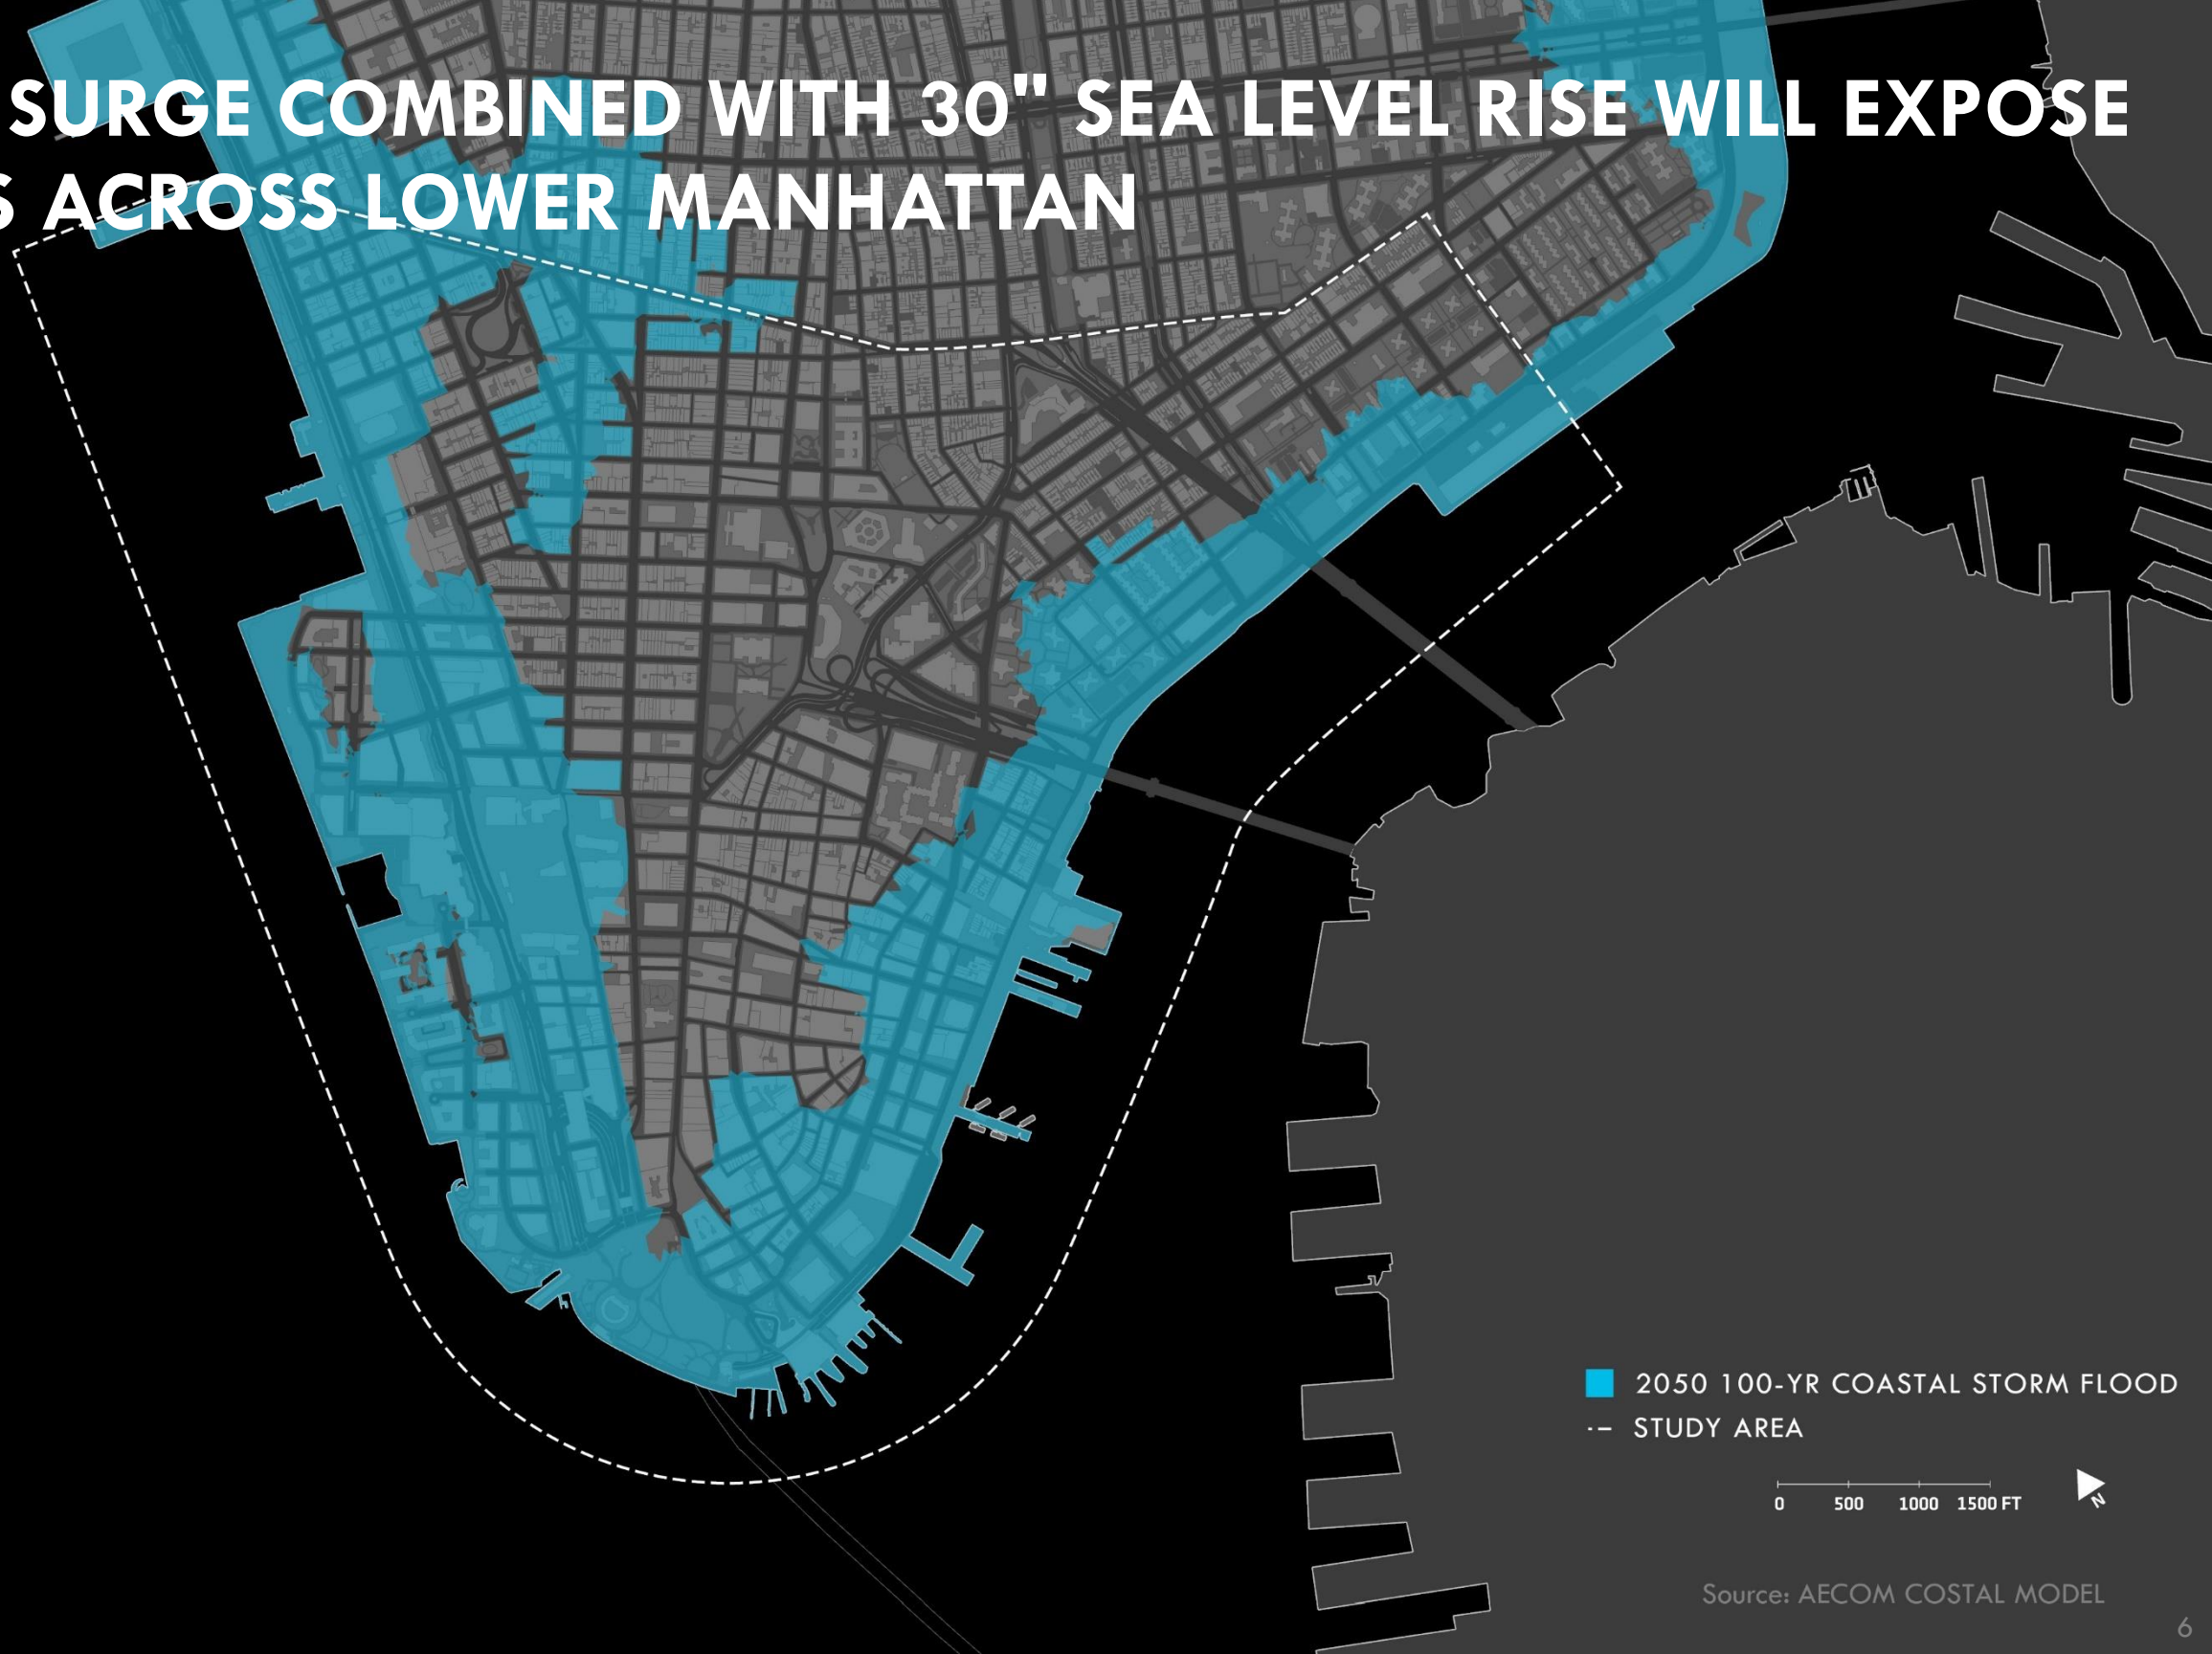 SURGE COMBINED WITH 30" SEA LEVEL RISE WILL EXPOSE
S ACROSS LOWER MANHATTAN
2050 100-YR COASTAL STORM FLOOD
STUDY AREA
0 500 1000 1500 FT
N
Source: AECOM COSTAL MODEL
6